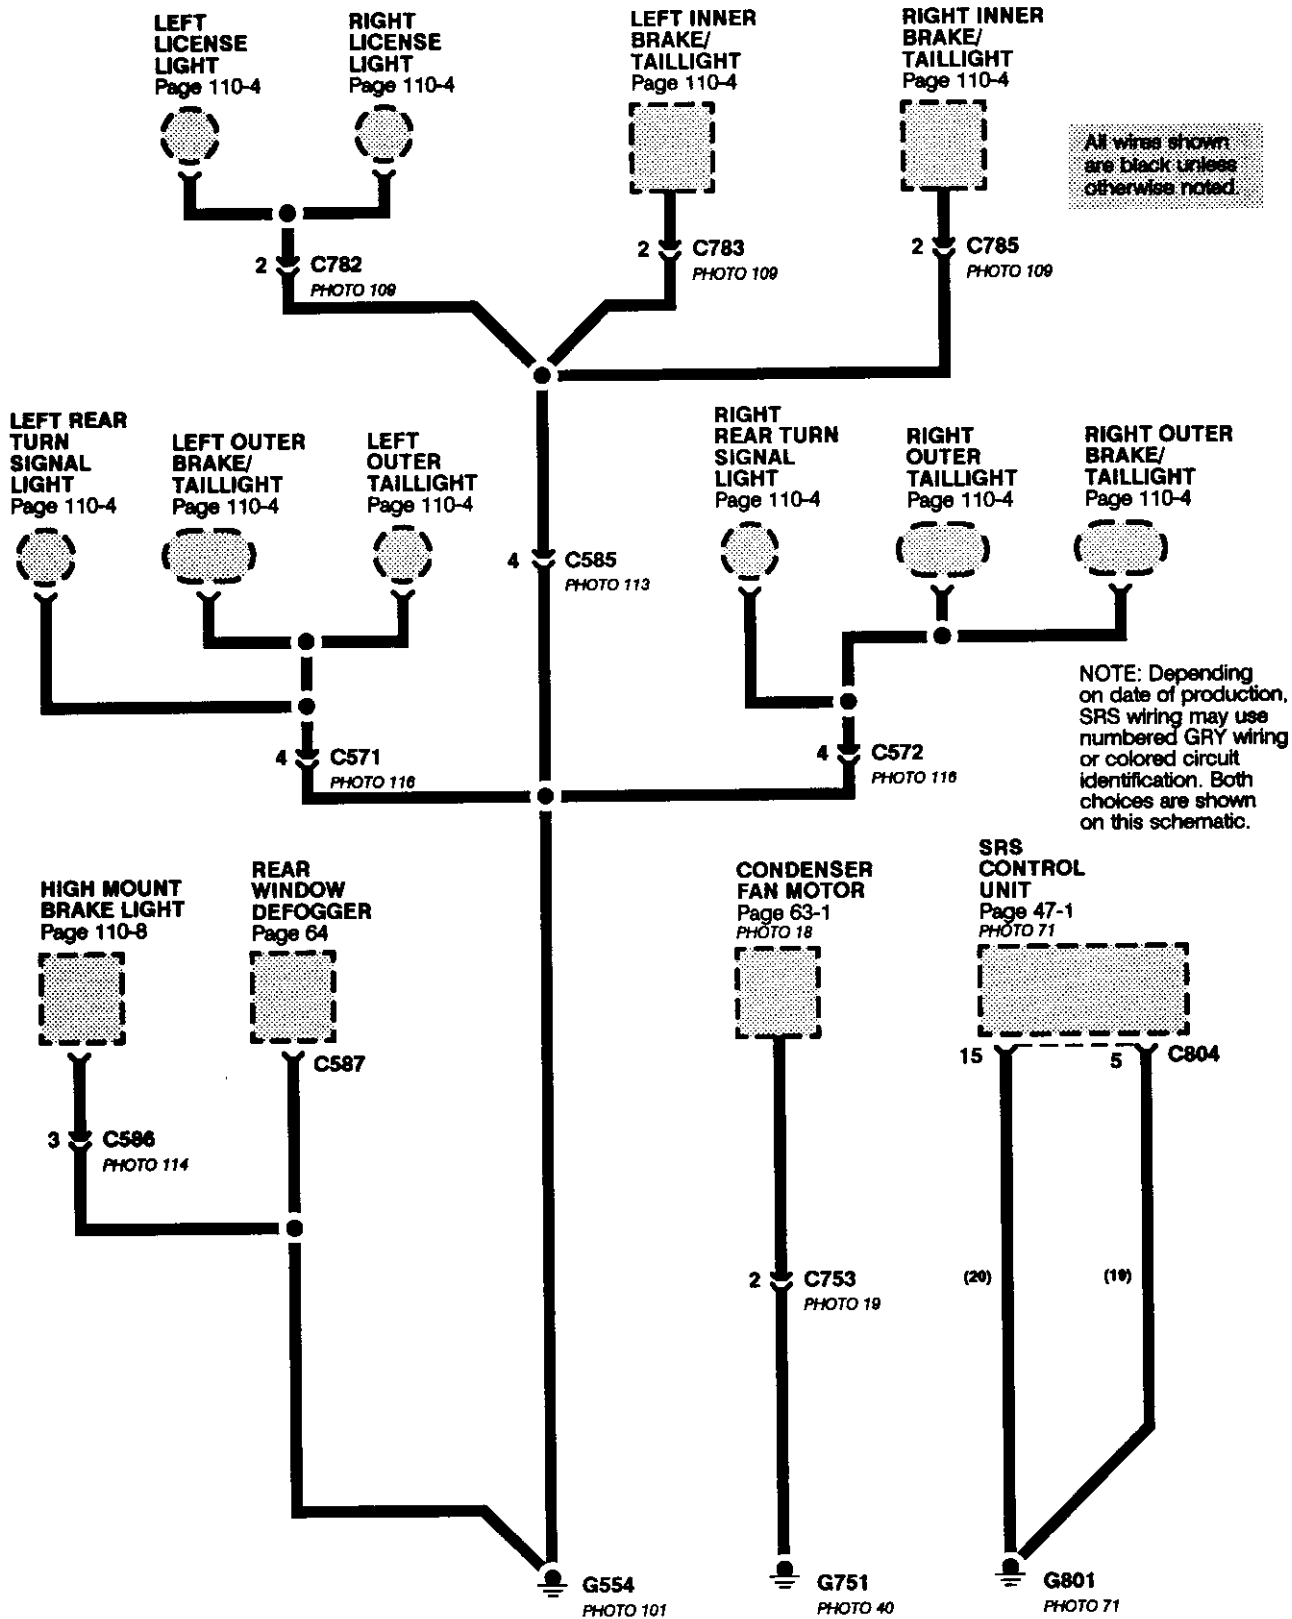 LEFT
LICENSE
LIGHT
Page 110-4
RIGHT
LICENSE
LIGHT
Page 110-4
LEFT INNER
BRAKE/
TAILLIGHT
Page 110-4
RIGHT INNER
BRAKE/
TAILLIGHT
Page 110-4
All wires shown
are black unless
otherwise noted.
2 C782
PHOTO 109
2 C783
PHOTO 109
2 C785
PHOTO 109
LEFT REAR
TURN
SIGNAL
LIGHT
Page 110-4
LEFT OUTER
BRAKE/
TAILLIGHT
Page 110-4
LEFT
OUTER
TAILLIGHT
Page 110-4
RIGHT
REAR TURN
SIGNAL
LIGHT
Page 110-4
RIGHT
OUTER
TAILLIGHT
Page 110-4
RIGHT OUTER
BRAKE/
TAILLIGHT
Page 110-4
4 C585
PHOTO 113
4 C571
PHOTO 116
4 C572
PHOTO 116
NOTE: Depending
on date of production,
SRS wiring may use
numbered GRY wiring
or colored circuit
identification. Both
choices are shown
on this schematic.
HIGH MOUNT
BRAKE LIGHT
Page 110-8
REAR
WINDOW
DEFOGGER
Page 64
CONDENSER
FAN MOTOR
Page 63-1
PHOTO 18
SRS
CONTROL
UNIT
Page 47-1
PHOTO 71
C587
15 5 C804
3 C586
PHOTO 114
2 C753
PHOTO 19
(20)
(19)
G554
PHOTO 101
G751
PHOTO 40
G801
PHOTO 71